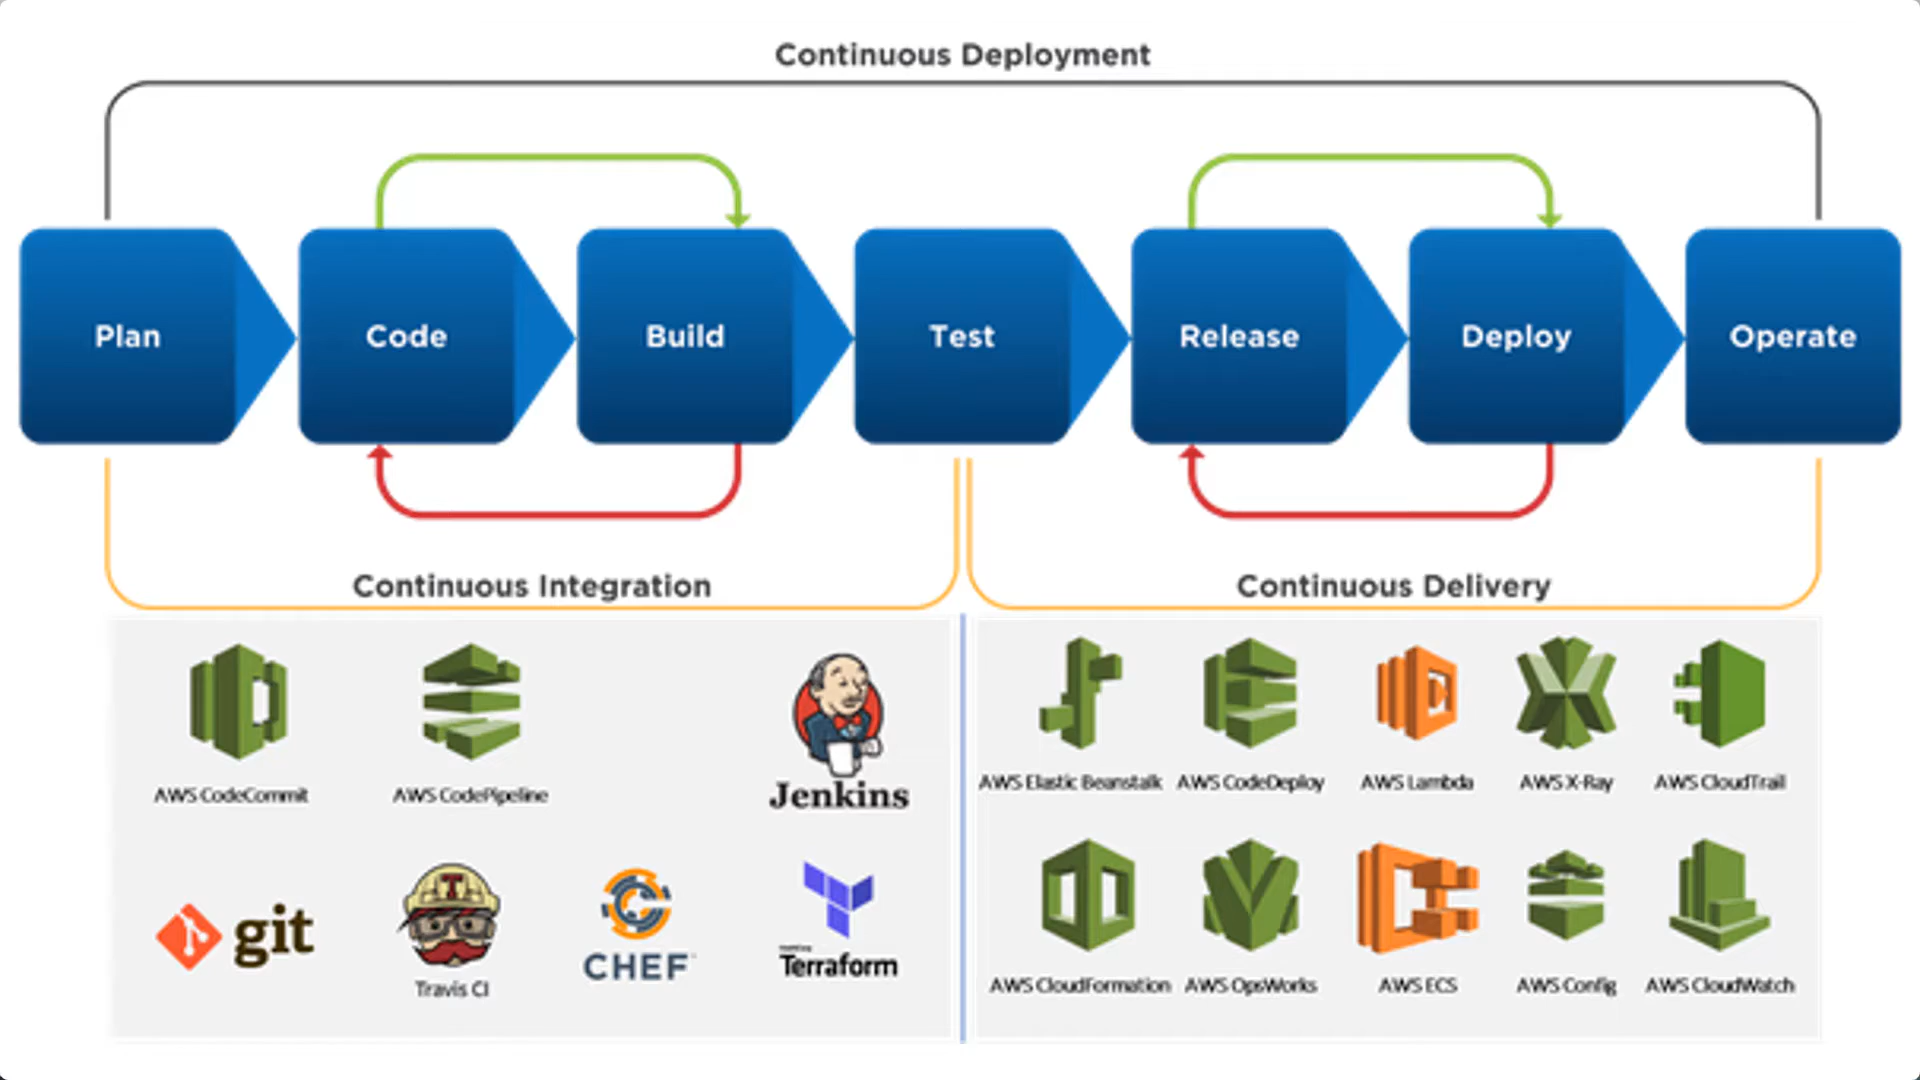 Continuous Deployment
Plan
Code
Build
Test
Release
Deploy
Operate
Continuous Integration
Continuous Delivery
AWS CodeCommit
AWS CodePipeline
Jenkins
git
Travis CI
CHEF
Terraform
AWS Elastic Beanstalk
AWS CodeDeploy
AWS Lambda
AWS X-Ray
AWS CloudTrail
AWS CloudFormation
AWS OpsWorks
AWS ECS
AWS Config
AWS CloudWatch